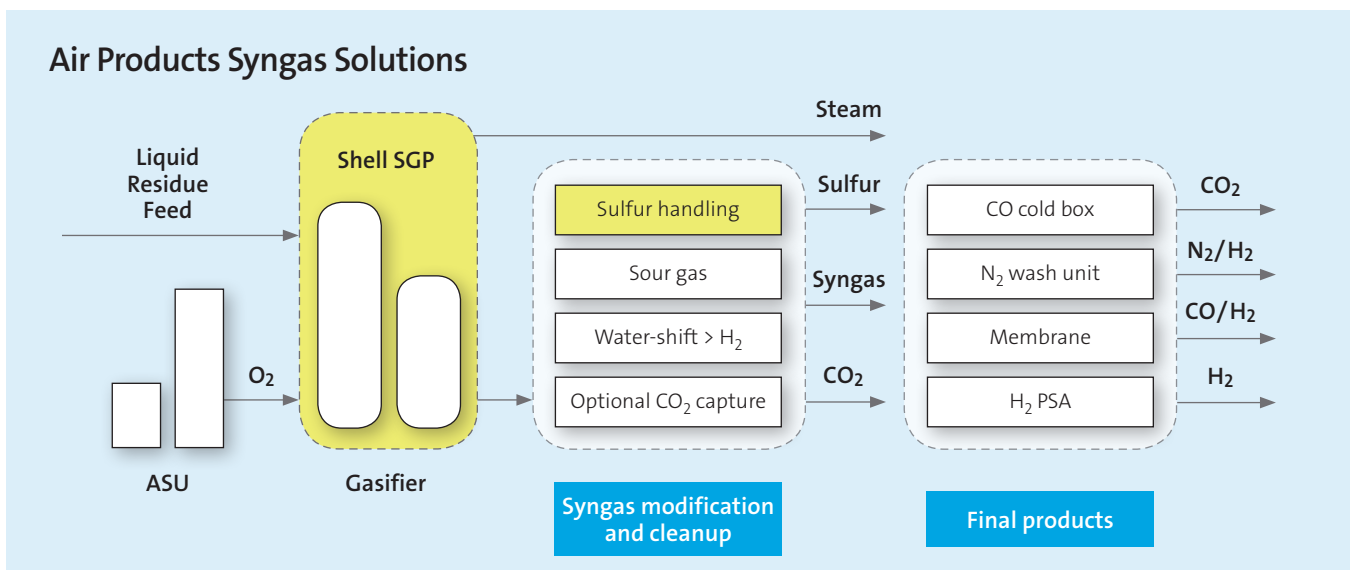 Air Products Syngas Solutions
Liquid
Residue
Feed
O₂
ASU
Shell SGP
Gasifier
Steam
Sulfur handling
Sour gas
Water-shift > H₂
Optional CO₂ capture
Syngas modification
and cleanup
Sulfur
Syngas
CO₂
CO cold box
N₂ wash unit
Membrane
H₂ PSA
Final products
CO₂
N₂/H₂
CO/H₂
H₂